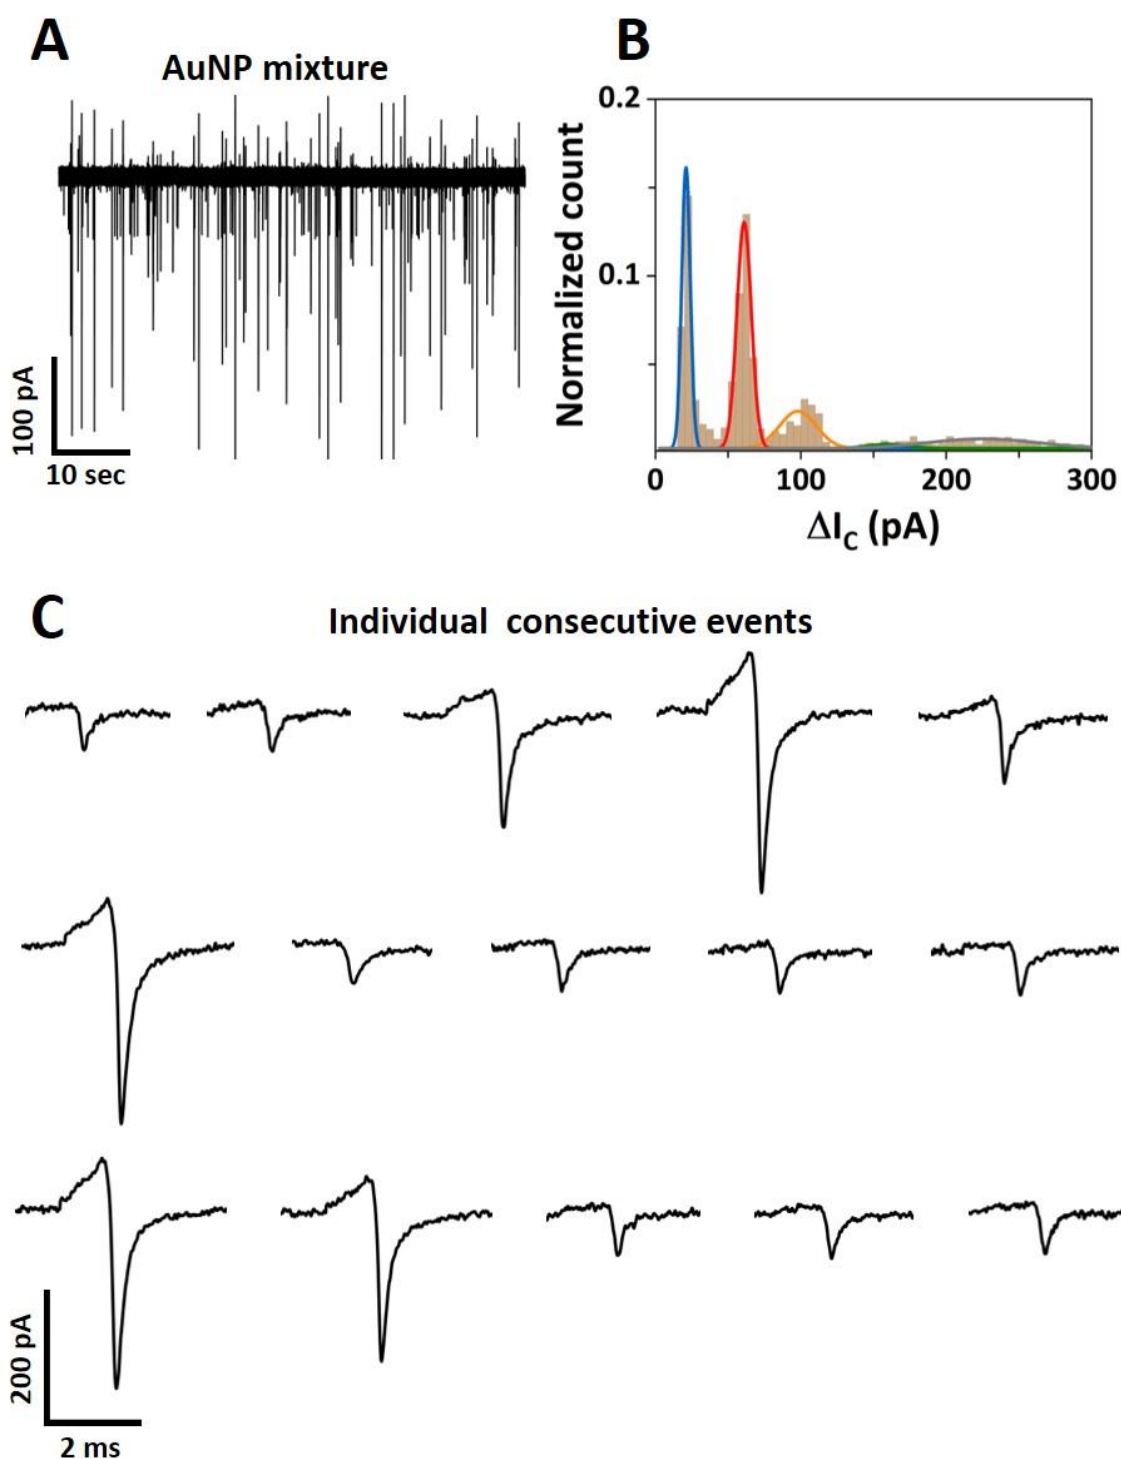 A
AuNP mixture
100 pA
10 sec
B
Normalized count
0.2
0.1
0 100 200 300
ΔI_C (pA)
C
Individual consecutive events
200 pA
2 ms